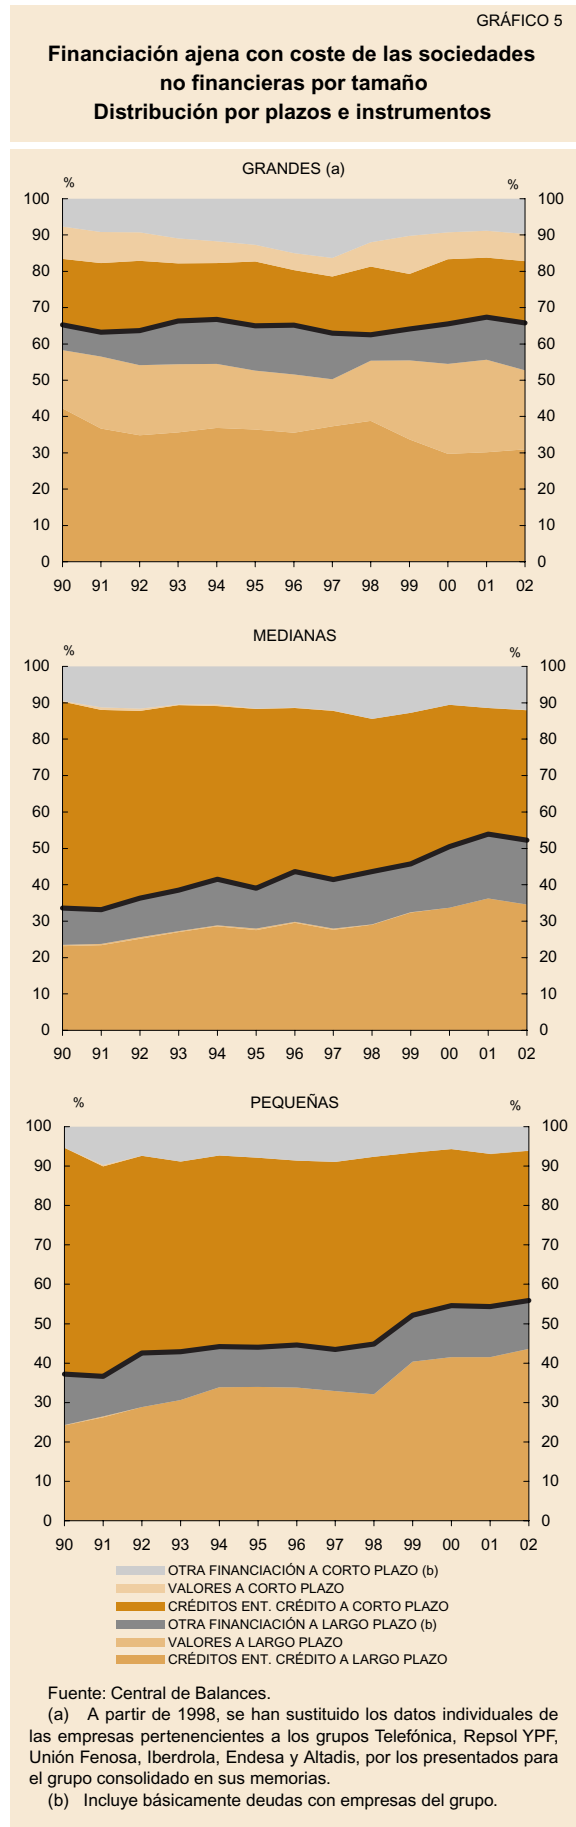 GRÁFICO 5
Financiación ajena con coste de las sociedades
no financieras por tamaño
Distribución por plazos e instrumentos
GRANDES (a)
% %
100 100
90 90
80 80
70 70
60 60
50 50
40 40
30 30
20 20
10 10
0 0
90 91 92 93 94 95 96 97 98 99 00 01 02
MEDIANAS
% %
100 100
90 90
80 80
70 70
60 60
50 50
40 40
30 30
20 20
10 10
0 0
90 91 92 93 94 95 96 97 98 99 00 01 02
PEQUEÑAS
% %
100 100
90 90
80 80
70 70
60 60
50 50
40 40
30 30
20 20
10 10
0 0
90 91 92 93 94 95 96 97 98 99 00 01 02
OTRA FINANCIACIÓN A CORTO PLAZO (b)
VALORES A CORTO PLAZO
CRÉDITOS ENT. CRÉDITO A CORTO PLAZO
OTRA FINANCIACIÓN A LARGO PLAZO (b)
VALORES A LARGO PLAZO
CRÉDITOS ENT. CRÉDITO A LARGO PLAZO
Fuente: Central de Balances.
(a) A partir de 1998, se han sustituido los datos individuales de
las empresas pertenencientes a los grupos Telefónica, Repsol YPF,
Unión Fenosa, Iberdrola, Endesa y Altadis, por los presentados para
el grupo consolidado en sus memorias.
(b) Incluye básicamente deudas con empresas del grupo.